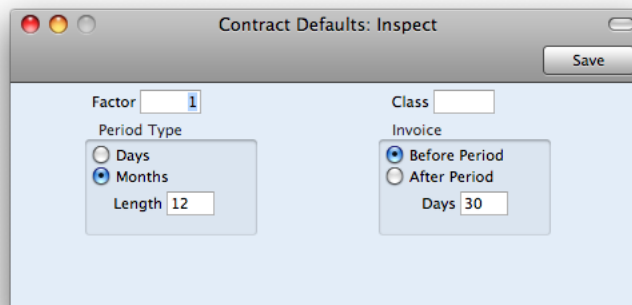 Contract Defaults: Inspect
Save
Factor 1
Class
Period Type
Days
Months
Length 12
Invoice
Before Period
After Period
Days 30